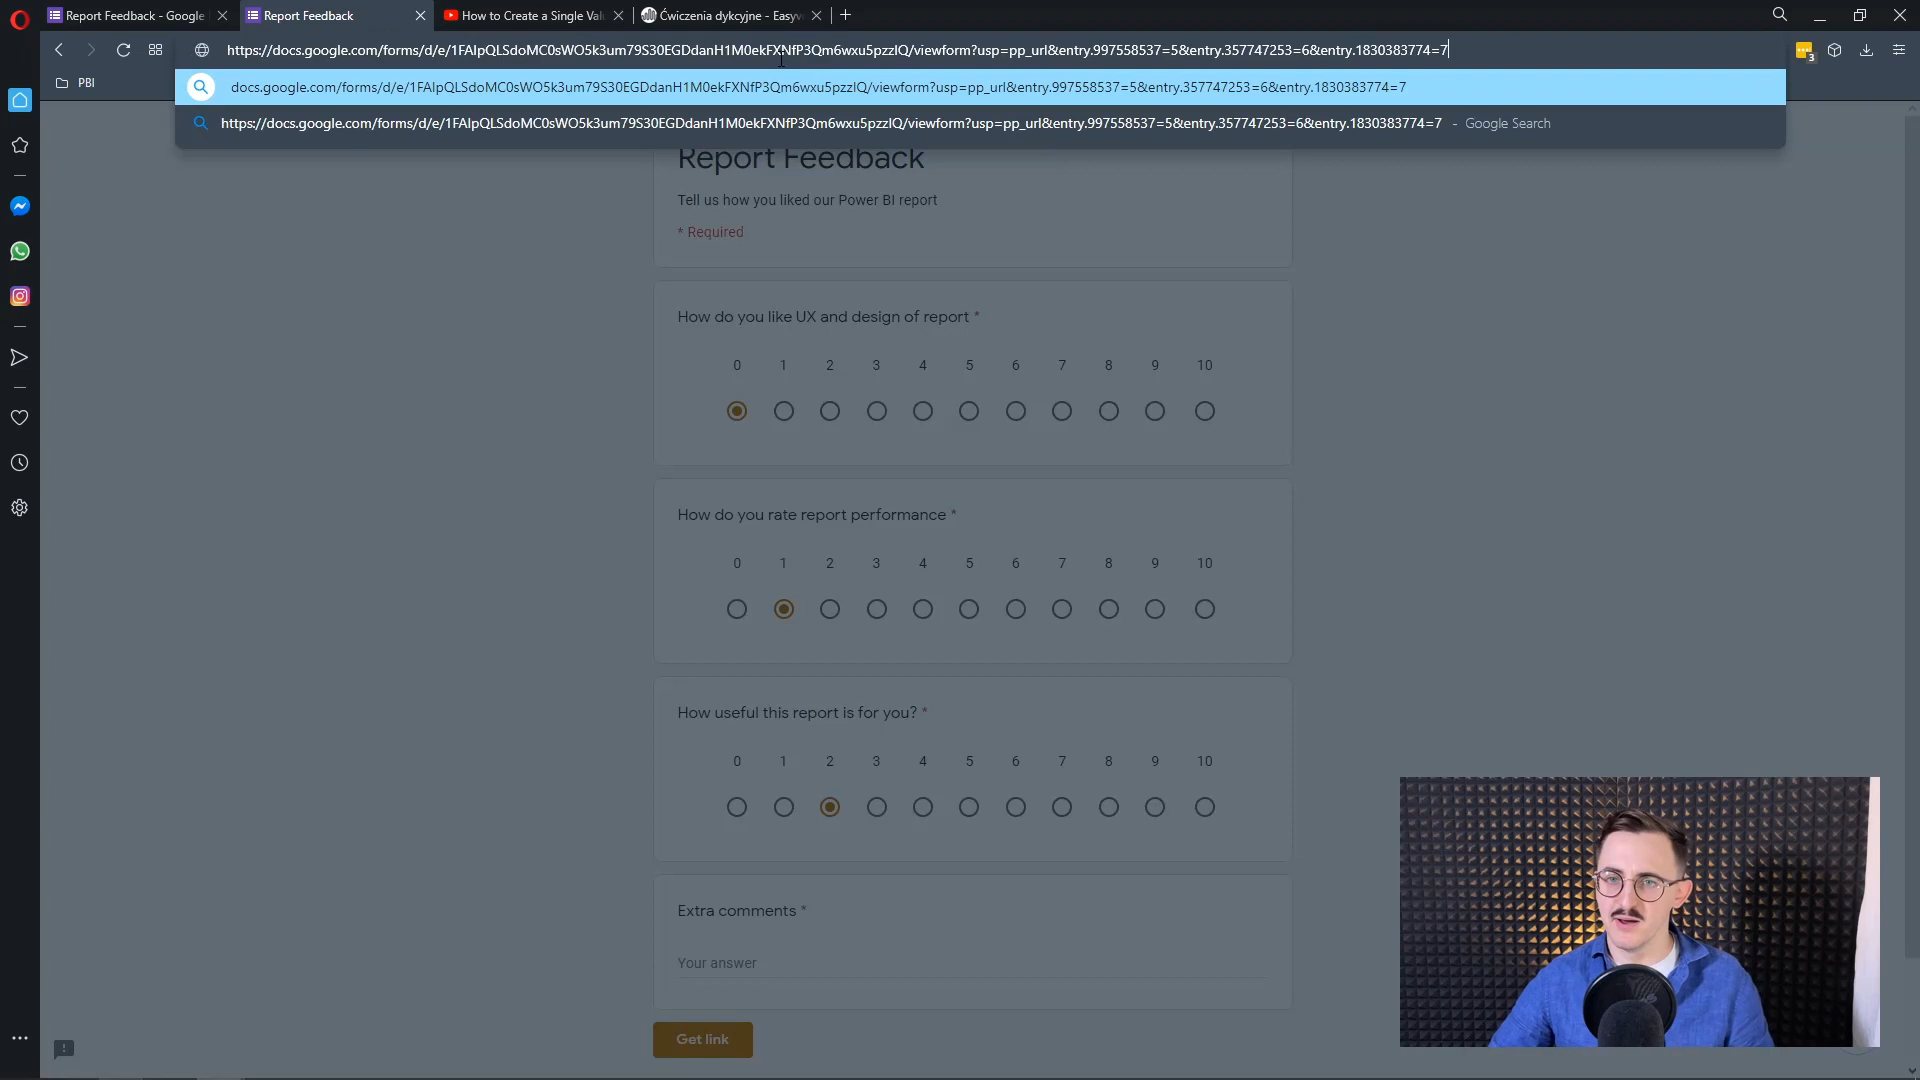 Report Feedback - Google
Report Feedback
How to Create a Single Val
Ćwiczenia dykcyjne - Easyv
https://docs.google.com/forms/d/e/1FAIpQLSdoMC0sWO5k3um79S30EGDdanH1M0ekFXNfP3Qm6wxu5pzzIQ/viewform?usp=pp_url&entry.997558537=5&entry.357747253=6&entry.1830383774=7
3
PBI
docs.google.com/forms/d/e/1FAIpQLSdoMC0sWO5k3um79S30EGDdanH1M0ekFXNfP3Qm6wxu5pzzIQ/viewform?usp=pp_url&entry.997558537=5&entry.357747253=6&entry.1830383774=7
https://docs.google.com/forms/d/e/1FAIpQLSdoMC0sWO5k3um79S30EGDdanH1M0ekFXNfP3Qm6wxu5pzzIQ/viewform?usp=pp_url&entry.997558537=5&entry.357747253=6&entry.1830383774=7 - Google Search
Report Feedback
Tell us how you liked our Power BI report
* Required
How do you like UX and design of report *
0 1 2 3 4 5 6 7 8 9 10
How do you rate report performance *
0 1 2 3 4 5 6 7 8 9 10
How useful this report is for you? *
0 1 2 3 4 5 6 7 8 9 10
Extra comments *
Your answer
Get link